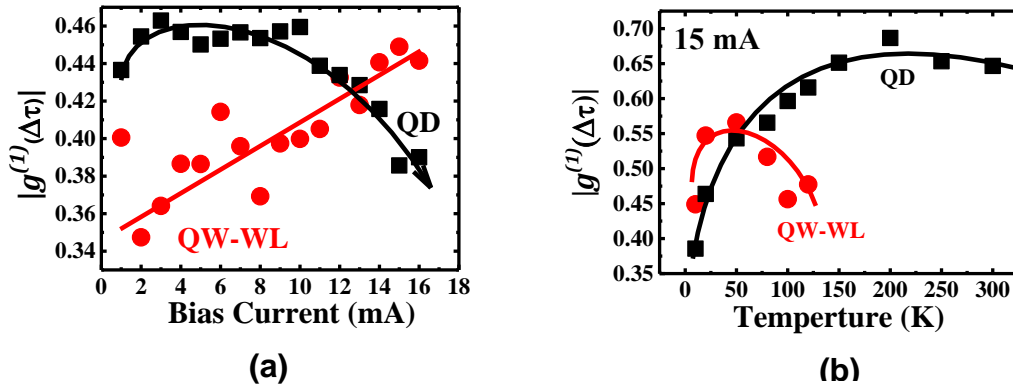 0.46
0.44
0.42
0.40
0.38
0.36
0.34
|g(1)(Δτ)|
QD
QW-WL
0 2 4 6 8 10 12 14 16 18
Bias Current (mA)
(a)
15 mA
0.70
0.65
0.60
0.55
0.50
0.45
0.40
0.35
|g(1)(Δτ)|
QD
QW-WL
0 50 100 150 200 250 300
Temperture (K)
(b)